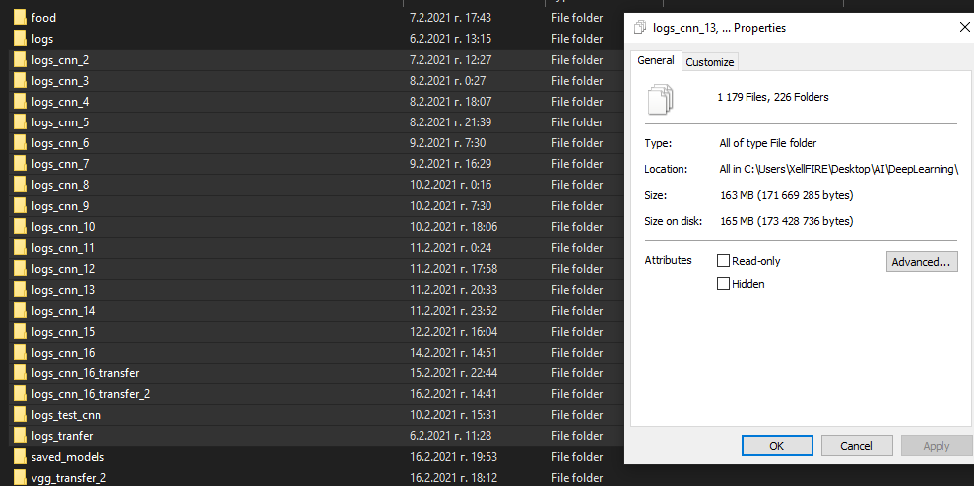 food 7.2.2021 г. 17:43 File folder
logs 6.2.2021 г. 13:15 File folder
logs_cnn_2 7.2.2021 г. 12:27 File folder
logs_cnn_3 8.2.2021 г. 0:27 File folder
logs_cnn_4 8.2.2021 г. 18:07 File folder
logs_cnn_5 8.2.2021 г. 21:39 File folder
logs_cnn_6 9.2.2021 г. 7:30 File folder
logs_cnn_7 9.2.2021 г. 16:29 File folder
logs_cnn_8 10.2.2021 г. 0:15 File folder
logs_cnn_9 10.2.2021 г. 7:30 File folder
logs_cnn_10 10.2.2021 г. 18:06 File folder
logs_cnn_11 11.2.2021 г. 0:24 File folder
logs_cnn_12 11.2.2021 г. 17:58 File folder
logs_cnn_13 11.2.2021 г. 20:33 File folder
logs_cnn_14 11.2.2021 г. 23:52 File folder
logs_cnn_15 12.2.2021 г. 16:04 File folder
logs_cnn_16 14.2.2021 г. 14:51 File folder
logs_cnn_16_transfer 15.2.2021 г. 22:44 File folder
logs_cnn_16_transfer_2 16.2.2021 г. 14:41 File folder
logs_test_cnn 10.2.2021 г. 15:31 File folder
logs_tranfer 6.2.2021 г. 11:28 File folder
saved_models 16.2.2021 г. 19:53 File folder
vgg_transfer_2 16.2.2021 г. 18:12 File folder
logs_cnn_13, ... Properties
General Customize
1 179 Files, 226 Folders
Type: All of type File folder
Location: All in C:\Users\XellFIRE\Desktop\AI\DeepLearning\
Size: 163 MB (171 669 285 bytes)
Size on disk: 165 MB (173 428 736 bytes)
Attributes Read-only Advanced...
Hidden
OK Cancel Apply